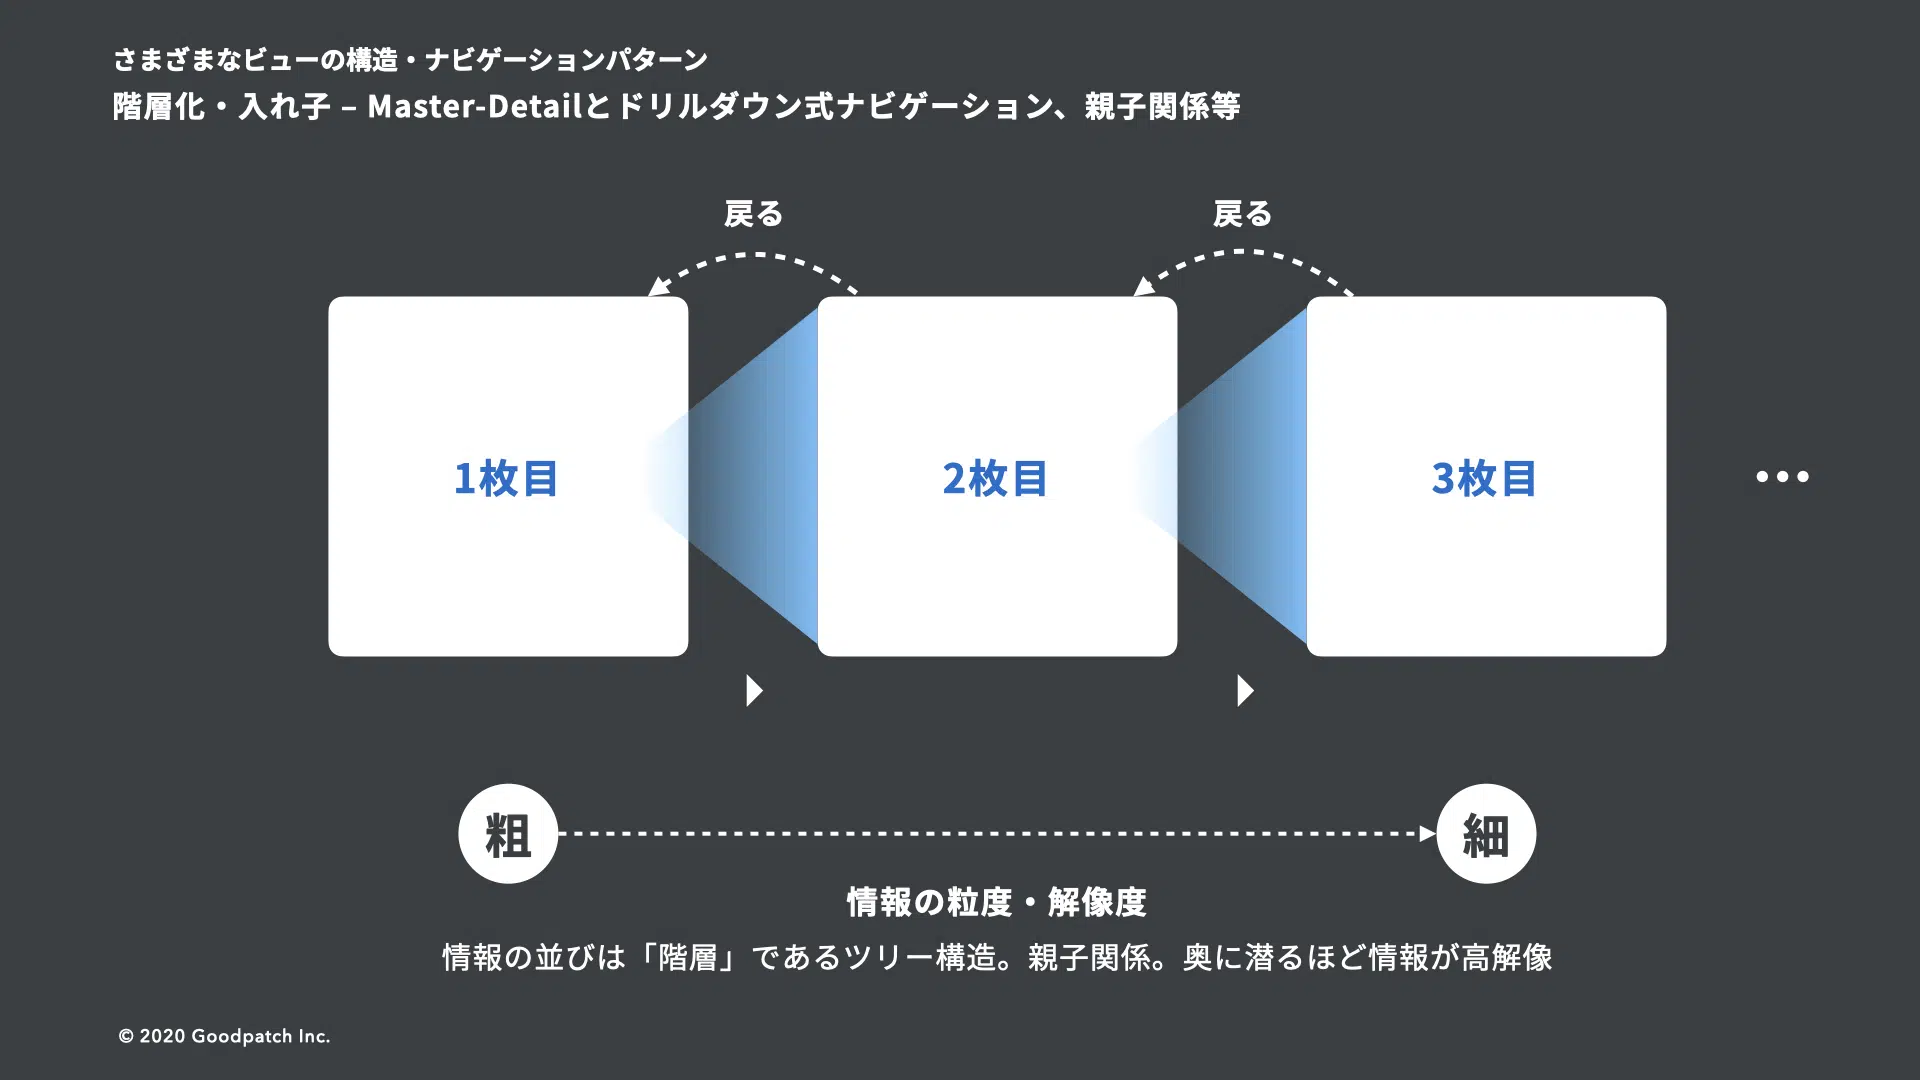 さまざまなビューの構造・ナビゲーションパターン
階層化・入れ子 – Master-Detailとドリルダウン式ナビゲーション、親子関係等
戻る
戻る
1枚目
2枚目
3枚目
•••
粗
細
情報の粒度・解像度
情報の並びは「階層」であるツリー構造。親子関係。奥に潜るほど情報が高解像
© 2020 Goodpatch Inc.